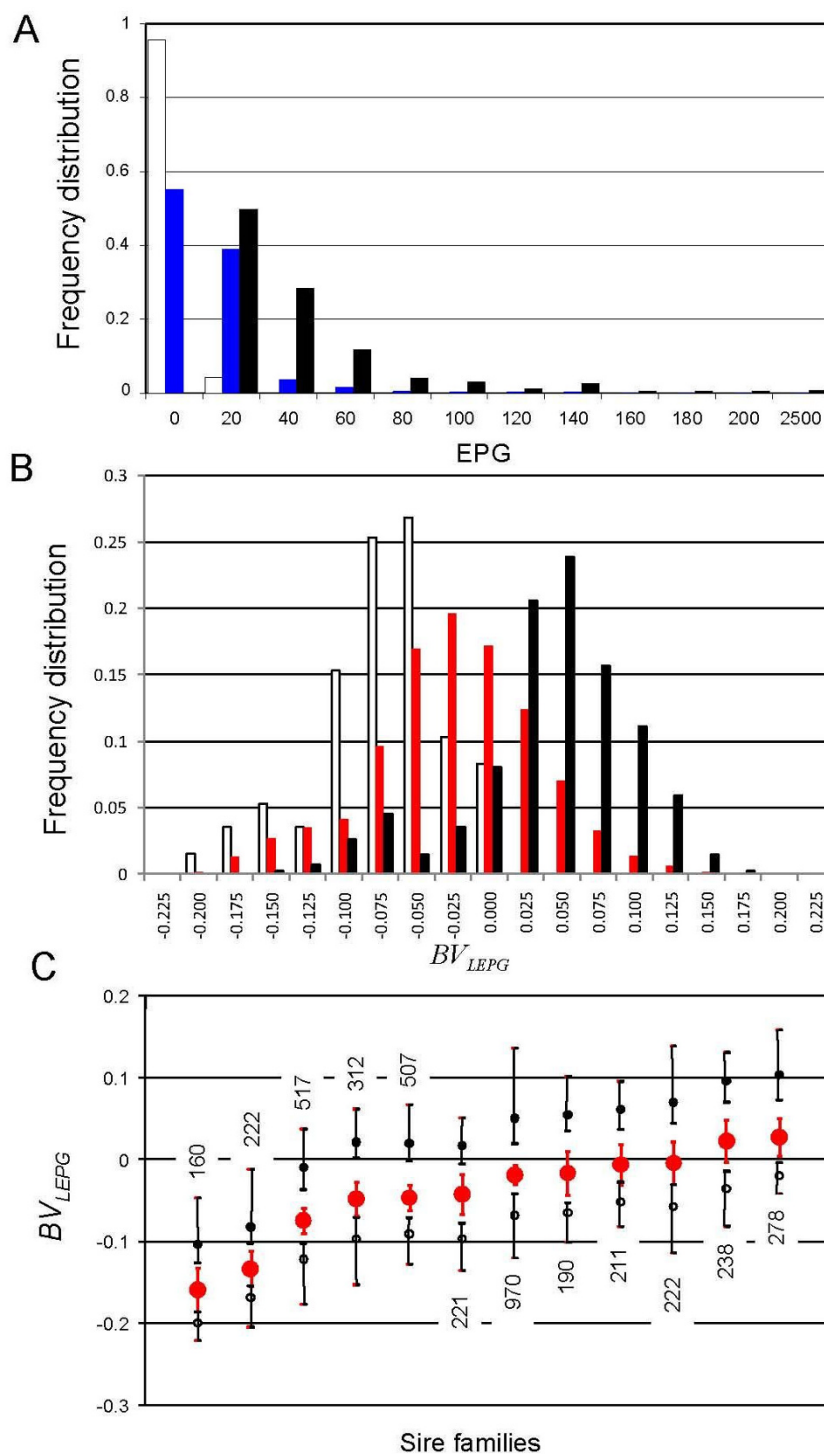 A
Frequency distribution
1
0.8
0.6
0.4
0.2
0
0 20 40 60 80 100 120 140 160 180 200 2500
EPG
B
Frequency distribution
0.3
0.25
0.2
0.15
0.1
0.05
0
-0.225 -0.200 -0.175 -0.150 -0.125 -0.100 -0.075 -0.050 -0.025 0.000 0.025 0.050 0.075 0.100 0.125 0.150 0.175 0.200 0.225
BV_LEPG
C
BV_LEPG
0.2
0.1
0
-0.1
-0.2
-0.3
160 222 517 312 507 221 970 190 211 222 238 278
Sire families